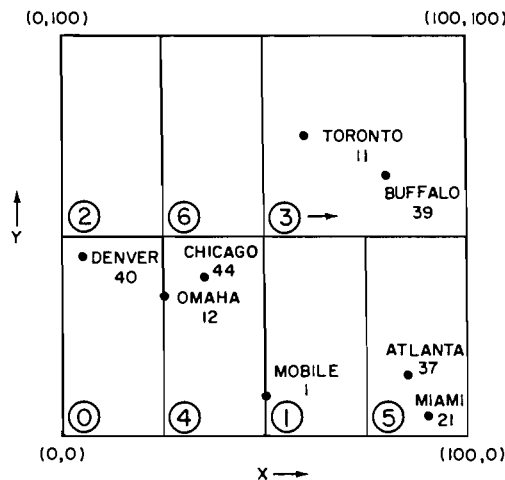 (0,100)
(100,100)
TORONTO
11
BUFFALO
39
Y
2
6
3
DENVER
40
CHICAGO
44
OMAHA
12
MOBILE
1
ATLANTA
37
MIAMI
21
0
4
1
5
(0,0)
X
(100,0)